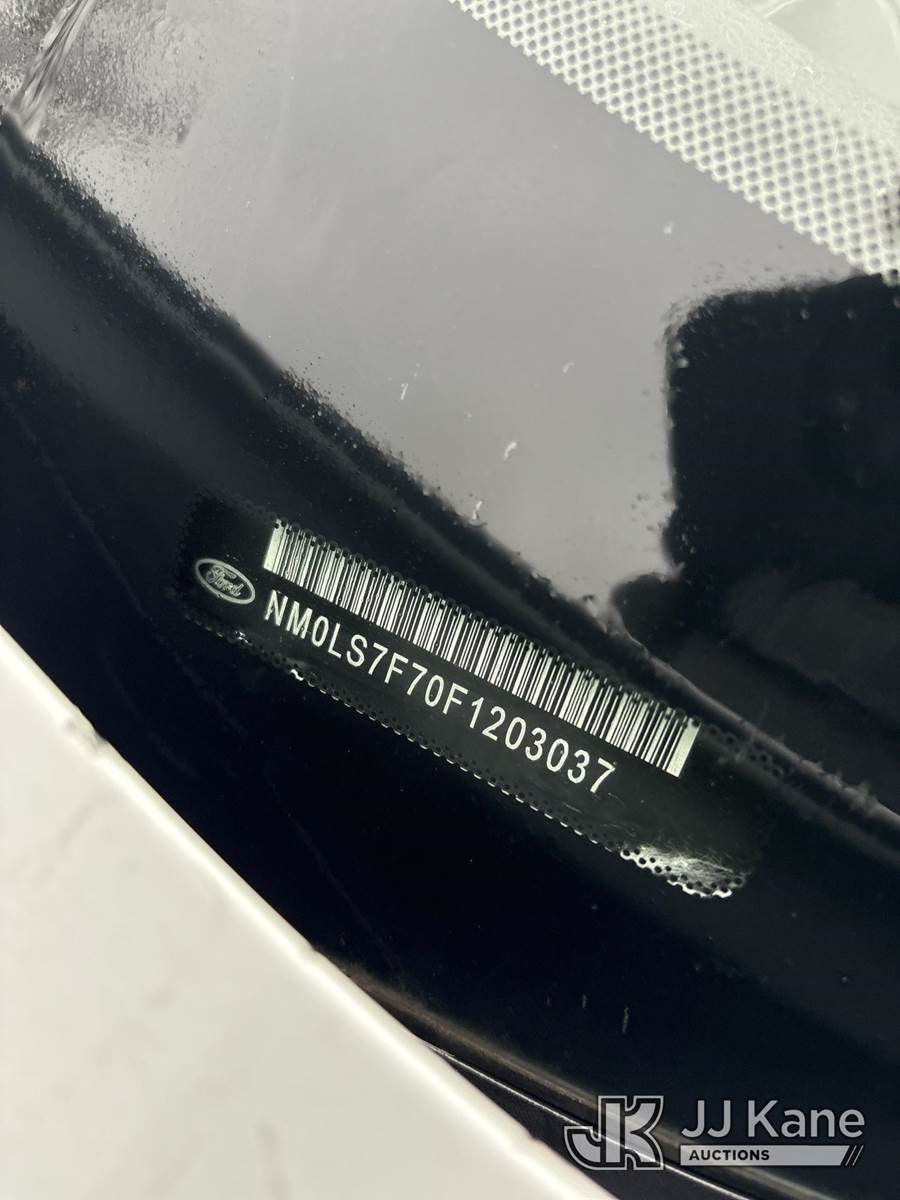 Ford
NM0LS7F70F1203037
JK JJ Kane
AUCTIONS